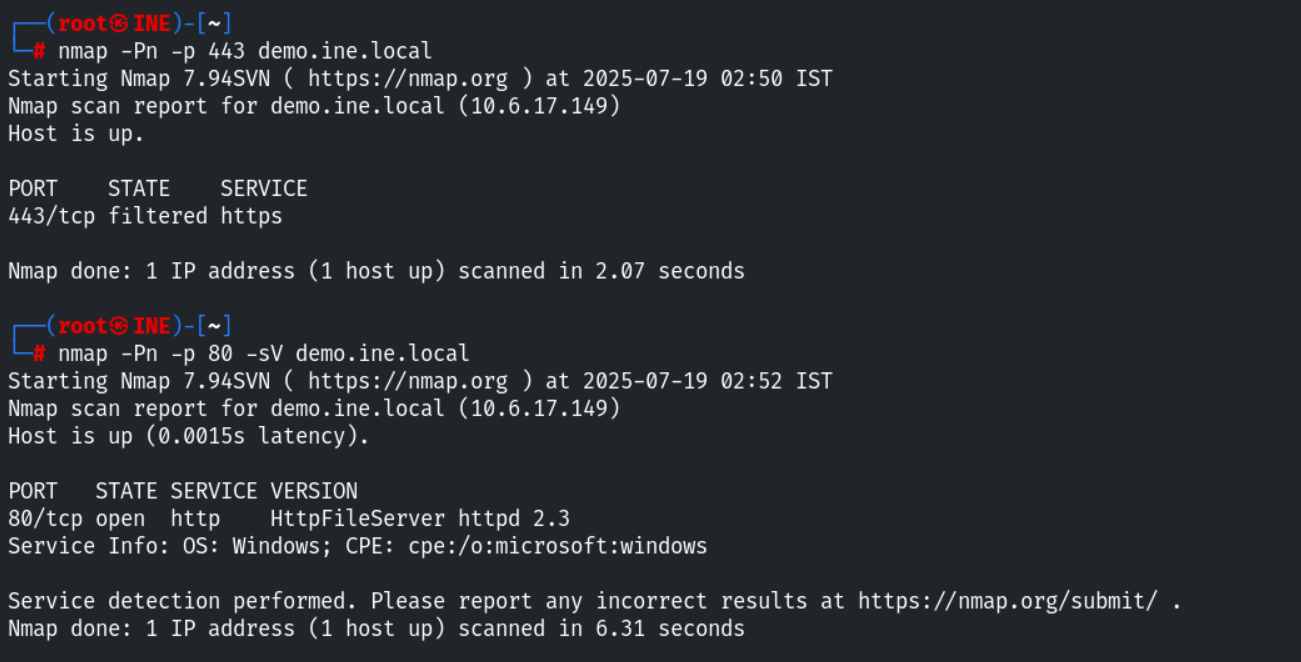 ┌──(root㉿INE)-[~]
└─# nmap -Pn -p 443 demo.ine.local
Starting Nmap 7.94SVN ( https://nmap.org ) at 2025-07-19 02:50 IST
Nmap scan report for demo.ine.local (10.6.17.149)
Host is up.

PORT    STATE    SERVICE
443/tcp filtered https

Nmap done: 1 IP address (1 host up) scanned in 2.07 seconds

┌──(root㉿INE)-[~]
└─# nmap -Pn -p 80 -sV demo.ine.local
Starting Nmap 7.94SVN ( https://nmap.org ) at 2025-07-19 02:52 IST
Nmap scan report for demo.ine.local (10.6.17.149)
Host is up (0.0015s latency).

PORT   STATE SERVICE VERSION
80/tcp open  http    HttpFileServer httpd 2.3
Service Info: OS: Windows; CPE: cpe:/o:microsoft:windows

Service detection performed. Please report any incorrect results at https://nmap.org/submit/ .
Nmap done: 1 IP address (1 host up) scanned in 6.31 seconds